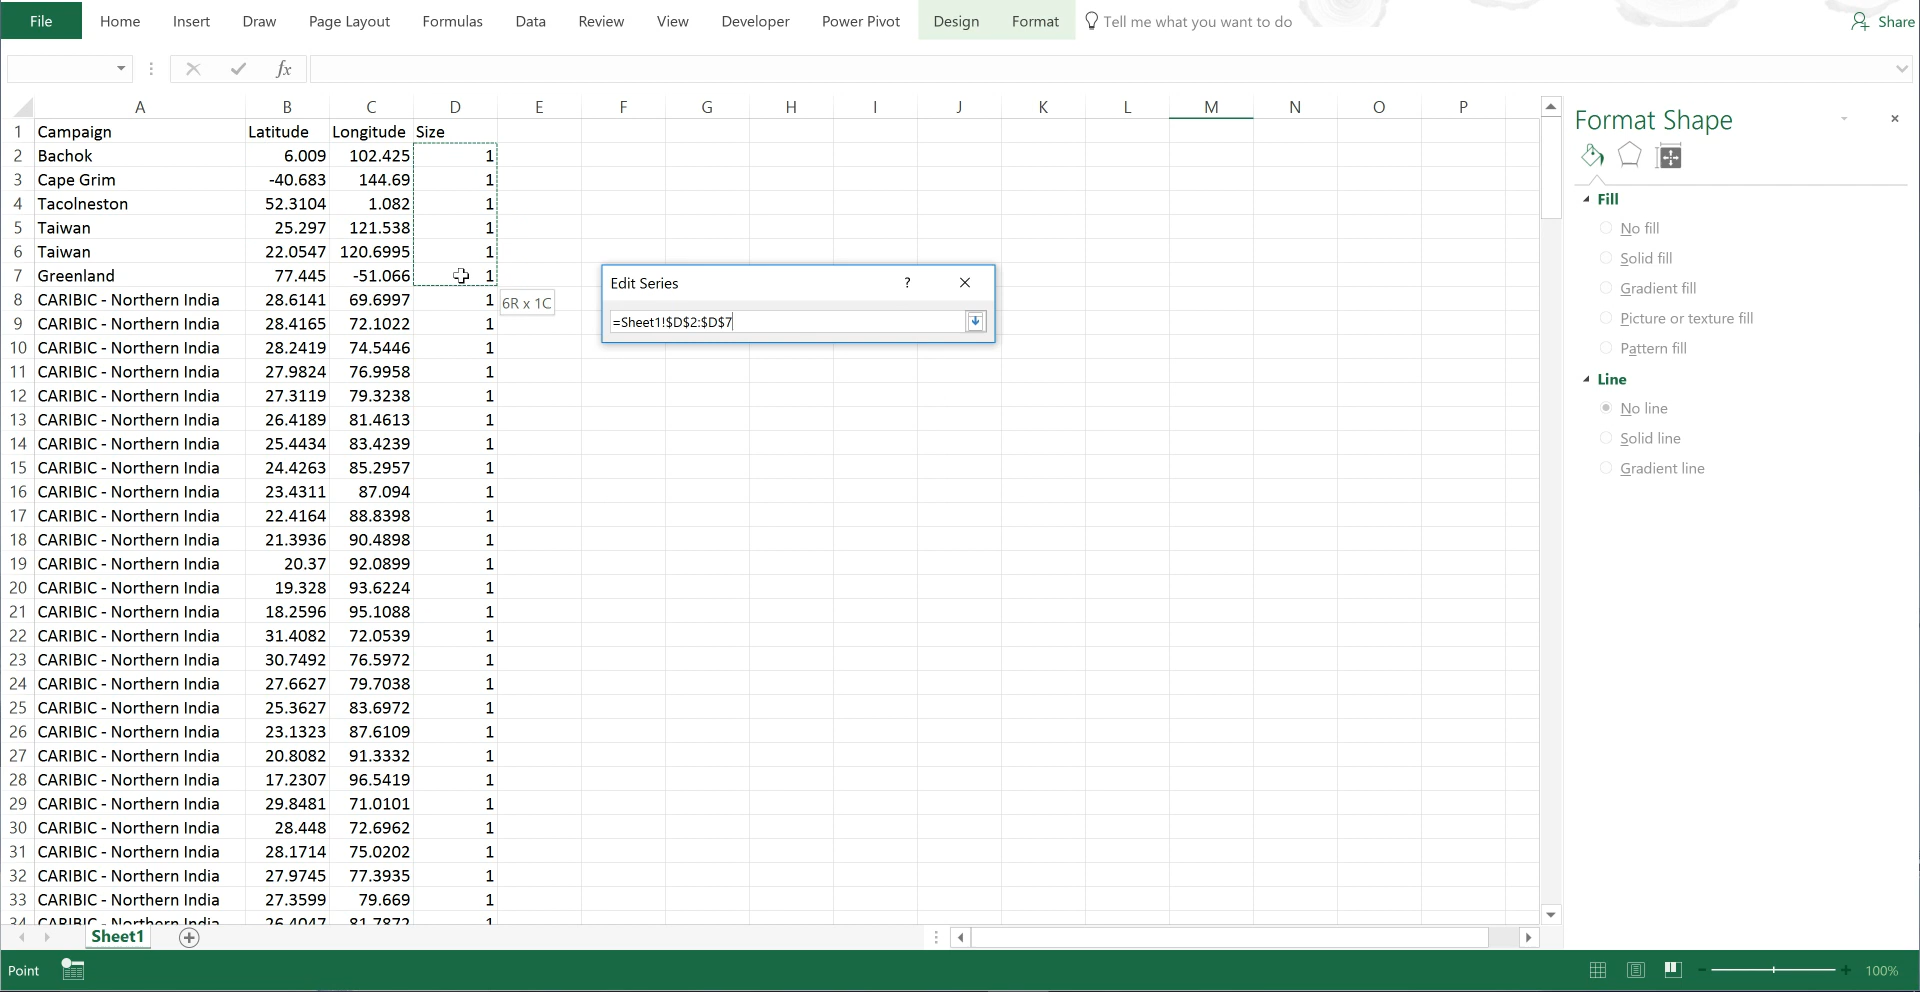 File Home Insert Draw Page Layout Formulas Data Review View Developer Power Pivot Design Format Tell me what you want to do Share
fx
A B C D E F G H I J K L M N O P
1 Campaign Latitude Longitude Size
2 Bachok 6.009 102.425 1
3 Cape Grim -40.683 144.69 1
4 Tacolneston 52.3104 1.082 1
5 Taiwan 25.297 121.538 1
6 Taiwan 22.0547 120.6995 1
7 Greenland 77.445 -51.066 1
8 CARIBIC - Northern India 28.6141 69.6997 1
6R x 1C
9 CARIBIC - Northern India 28.4165 72.1022 1
10 CARIBIC - Northern India 28.2419 74.5446 1
11 CARIBIC - Northern India 27.9824 76.9958 1
12 CARIBIC - Northern India 27.3119 79.3238 1
13 CARIBIC - Northern India 26.4189 81.4613 1
14 CARIBIC - Northern India 25.4434 83.4239 1
15 CARIBIC - Northern India 24.4263 85.2957 1
16 CARIBIC - Northern India 23.4311 87.094 1
17 CARIBIC - Northern India 22.4164 88.8398 1
18 CARIBIC - Northern India 21.3936 90.4898 1
19 CARIBIC - Northern India 20.37 92.0899 1
20 CARIBIC - Northern India 19.328 93.6224 1
21 CARIBIC - Northern India 18.2596 95.1088 1
22 CARIBIC - Northern India 31.4082 72.0539 1
23 CARIBIC - Northern India 30.7492 76.5972 1
24 CARIBIC - Northern India 27.6627 79.7038 1
25 CARIBIC - Northern India 25.3627 83.6972 1
26 CARIBIC - Northern India 23.1323 87.6109 1
27 CARIBIC - Northern India 20.8082 91.3332 1
28 CARIBIC - Northern India 17.2307 96.5419 1
29 CARIBIC - Northern India 29.8481 71.0101 1
30 CARIBIC - Northern India 28.448 72.6962 1
31 CARIBIC - Northern India 28.1714 75.0202 1
32 CARIBIC - Northern India 27.9745 77.3935 1
33 CARIBIC - Northern India 27.3599 79.669 1
34 CARIBIC - Northern India 26.4047 81.7872 1
Edit Series ?
=Sheet1!$D$2:$D$7
Format Shape
Fill
No fill
Solid fill
Gradient fill
Picture or texture fill
Pattern fill
Line
No line
Solid line
Gradient line
Sheet1
Point 100%